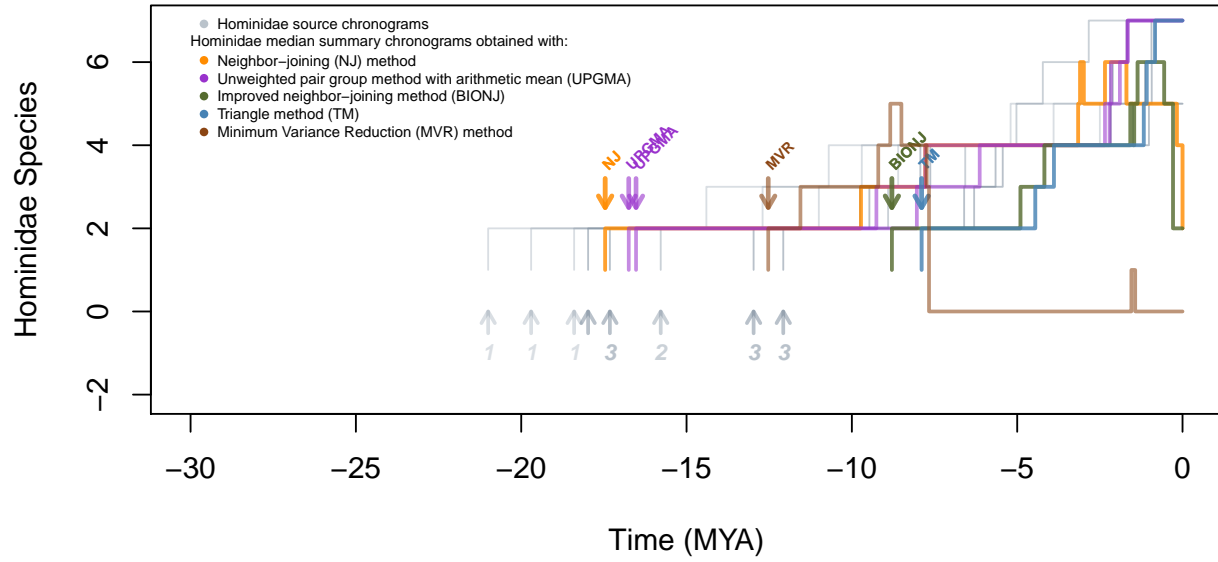 Hominidae source chronograms
Hominidae median summary chronograms obtained with:
Neighbor−joining (NJ) method
Unweighted pair group method with arithmetic mean (UPGMA)
Improved neighbor−joining method (BIONJ)
Triangle method (TM)
Minimum Variance Reduction (MVR) method
Hominidae Species
6
4
2
0
−2
NJ
UPGMA
UPGMA
MVR
BIONJ
TM
1 1 1 3 2 3 3
−30 −25 −20 −15 −10 −5 0
Time (MYA)